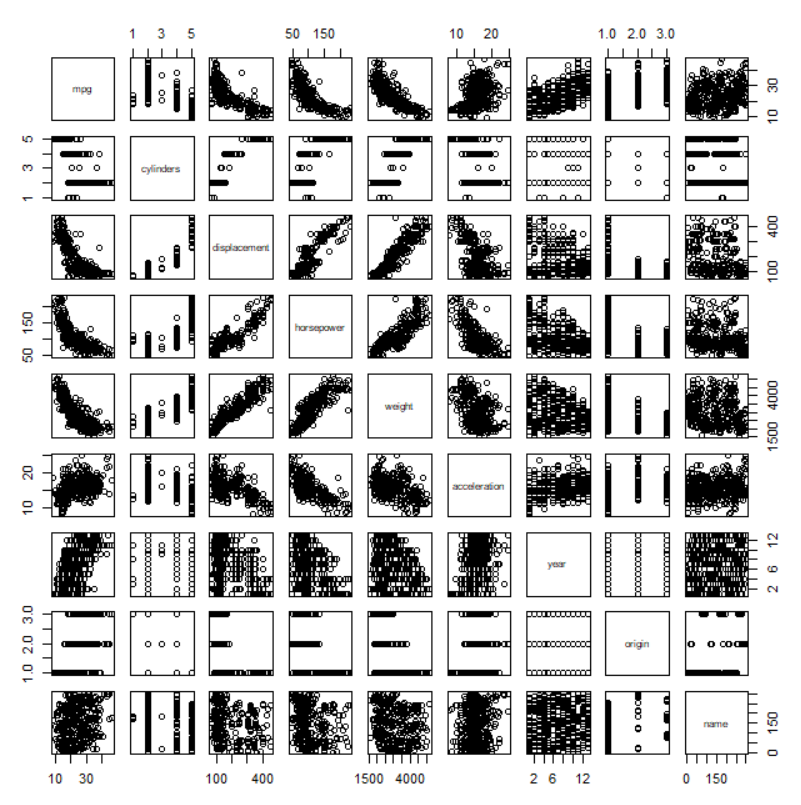 1 3 5 50 150 10 20 1.0 2.0 3.0
mpg 10 30
1 3 5 cylinders
displacement 100 400
50 150 horsepower
weight 1500 4000
10 20 acceleration
year 2 6 12
1.0 2.0 3.0 origin
name 0 150
10 30 100 400 1500 4000 2 6 12 0 150